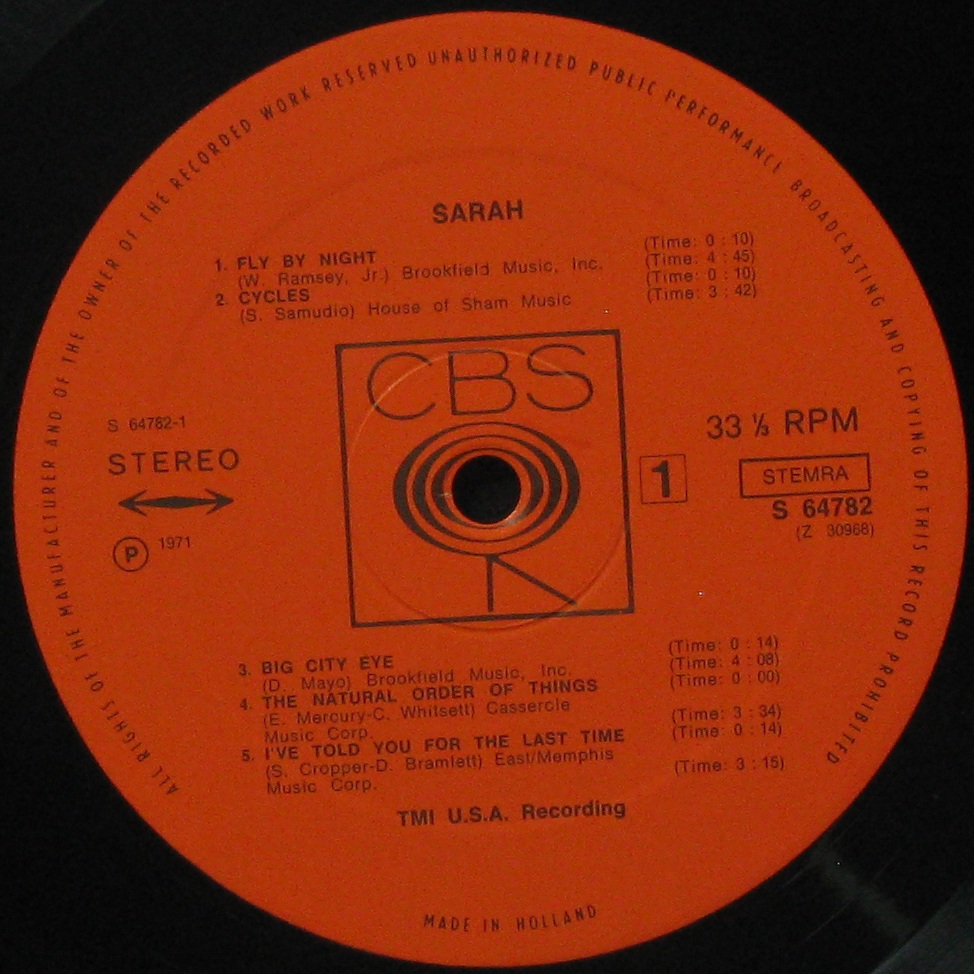 ALL RIGHTS OF THE MANUFACTURER AND OF THE OWNER OF THE RECORDED WORK RESERVED UNAUTHORIZED PUBLIC PERFORMANCE BROADCASTING AND COPYING OF THIS RECORD PROHIBITED
SARAH
1. FLY BY NIGHT (Time: 0 : 10)
(W. Ramsey, Jr.) Brookfield Music, Inc. (Time: 4 : 45)
2. CYCLES (Time: 0 : 10)
(S. Samudio) House of Sham Music (Time: 3 : 42)
CBS
S 64782-1
STEREO
P 1971
33 ⅓ RPM
1
STEMRA
S 64782
(Z 30968)
3. BIG CITY EYE (Time: 0 : 14)
(D. Mayo) Brookfield Music, Inc. (Time: 4 : 08)
4. THE NATURAL ORDER OF THINGS (Time: 0 : 00)
(E. Mercury-C. Whitsett) Casserole
Music Corp. (Time: 3 : 34)
5. I'VE TOLD YOU FOR THE LAST TIME (Time: 0 : 14)
(S. Cropper-D. Bramlett) East/Memphis
Music Corp. (Time: 3 : 15)
TMI U.S.A. Recording
MADE IN HOLLAND